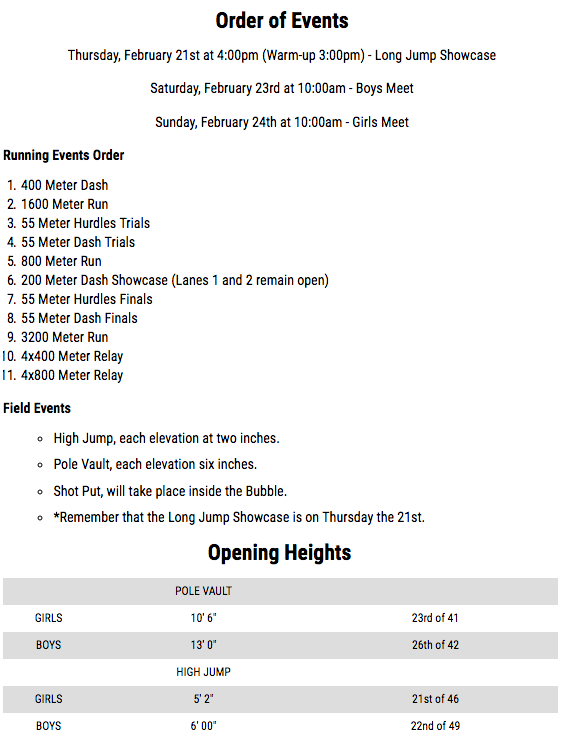 Order of Events
Thursday, February 21st at 4:00pm (Warm-up 3:00pm) - Long Jump Showcase
Saturday, February 23rd at 10:00am - Boys Meet
Sunday, February 24th at 10:00am - Girls Meet
Running Events Order
1. 400 Meter Dash
2. 1600 Meter Run
3. 55 Meter Hurdles Trials
4. 55 Meter Dash Trials
5. 800 Meter Run
6. 200 Meter Dash Showcase (Lanes 1 and 2 remain open)
7. 55 Meter Hurdles Finals
8. 55 Meter Dash Finals
9. 3200 Meter Run
10. 4x400 Meter Relay
11. 4x800 Meter Relay
Field Events
High Jump, each elevation at two inches.
Pole Vault, each elevation six inches.
Shot Put, will take place inside the Bubble.
*Remember that the Long Jump Showcase is on Thursday the 21st.
Opening Heights
POLE VAULT
GIRLS 10' 6" 23rd of 41
BOYS 13' 0" 26th of 42
HIGH JUMP
GIRLS 5' 2" 21st of 46
BOYS 6' 00" 22nd of 49